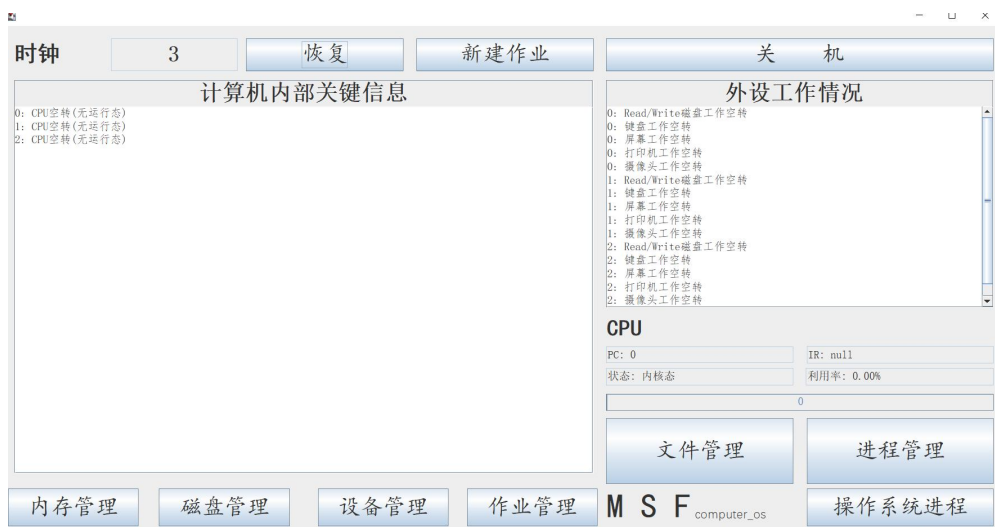 时钟 3 恢复 新建作业 关 机
计算机内部关键信息
0: CPU空转(无运行态)
1: CPU空转(无运行态)
2: CPU空转(无运行态)
外设工作情况
0: Read/Write磁盘工作空转
0: 键盘工作空转
0: 屏幕工作空转
0: 打印机工作空转
0: 摄像头工作空转
1: Read/Write磁盘工作空转
1: 键盘工作空转
1: 屏幕工作空转
1: 打印机工作空转
1: 摄像头工作空转
2: Read/Write磁盘工作空转
2: 键盘工作空转
2: 屏幕工作空转
2: 打印机工作空转
2: 摄像头工作空转
CPU
PC: 0 IR: null
状态: 内核态 利用率: 0.00%
0
文件管理 进程管理
内存管理 磁盘管理 设备管理 作业管理 M S F computer_os 操作系统进程